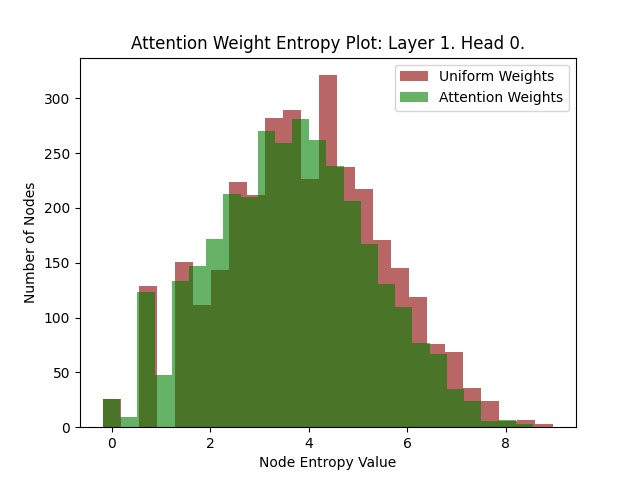 Attention Weight Entropy Plot: Layer 1. Head 0.
Uniform Weights
Attention Weights
Number of Nodes
300
250
200
150
100
50
0
0 2 4 6 8
Node Entropy Value